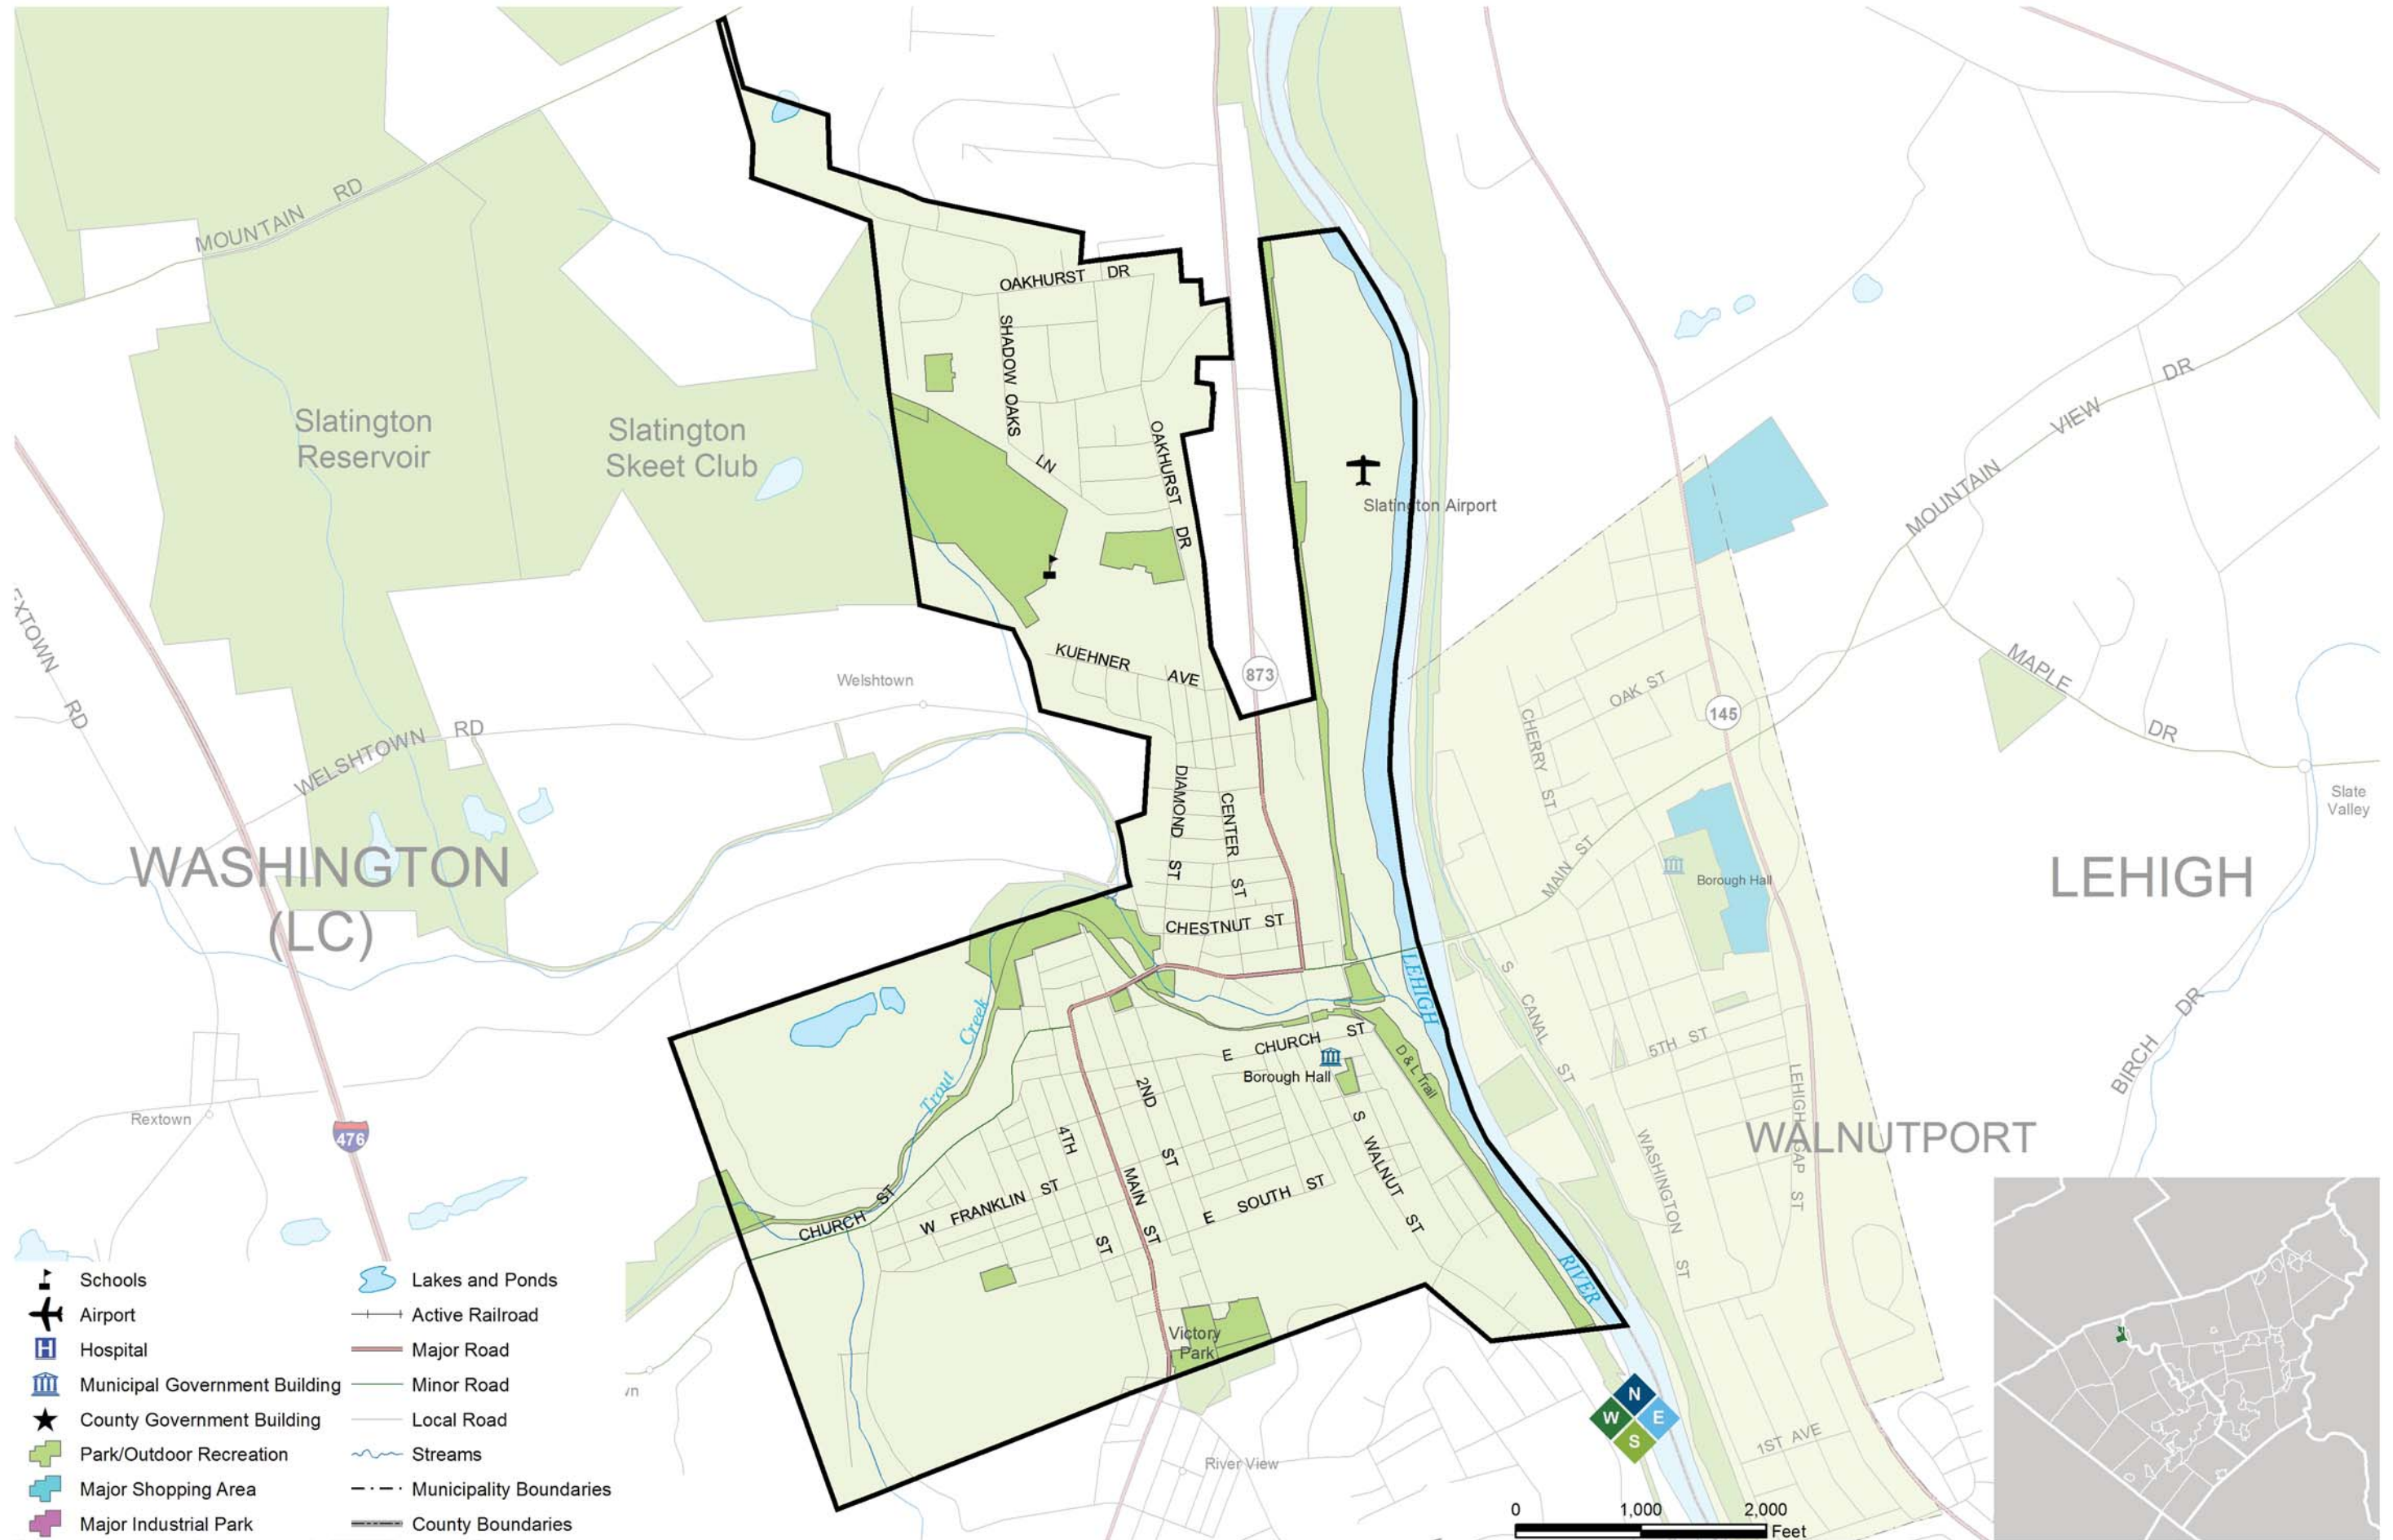 MOUNTAIN RD
OAKHURST DR
SHADOW OAKS LN
OAKHURST DR
Slatington
Reservoir
Slatington
Skeet Club
Slatington Airport
MOUNTAIN VIEW DR
MAPLE DR
Slate
Valley
RD
KUEHNER AVE
873
Welshtown
WELSHTOWN RD
OAK ST
145
CHERRY ST
DIAMOND ST
CENTER ST
MAIN ST
Borough Hall
WASHINGTON
(LC)
LEHIGH
CHESTNUT ST
LEHIGH
RIVER
S CANAL ST
Trout Creek
E CHURCH ST
Borough Hall
D & L Trail
5TH ST
BIRCH DR
LEHIGH GAP ST
WALNUTPORT
WASHINGTON ST
2ND ST
4TH ST
MAIN ST
S WALNUT ST
Rextown
476
CHURCH ST
W FRANKLIN ST
E SOUTH ST
Victory
Park
River View
1ST AVE
N
W E
S
0 1,000 2,000
Feet
Schools
Airport
H Hospital
Municipal Government Building
County Government Building
Park/Outdoor Recreation
Major Shopping Area
Major Industrial Park
Lakes and Ponds
Active Railroad
Major Road
Minor Road
Local Road
Streams
Municipality Boundaries
County Boundaries